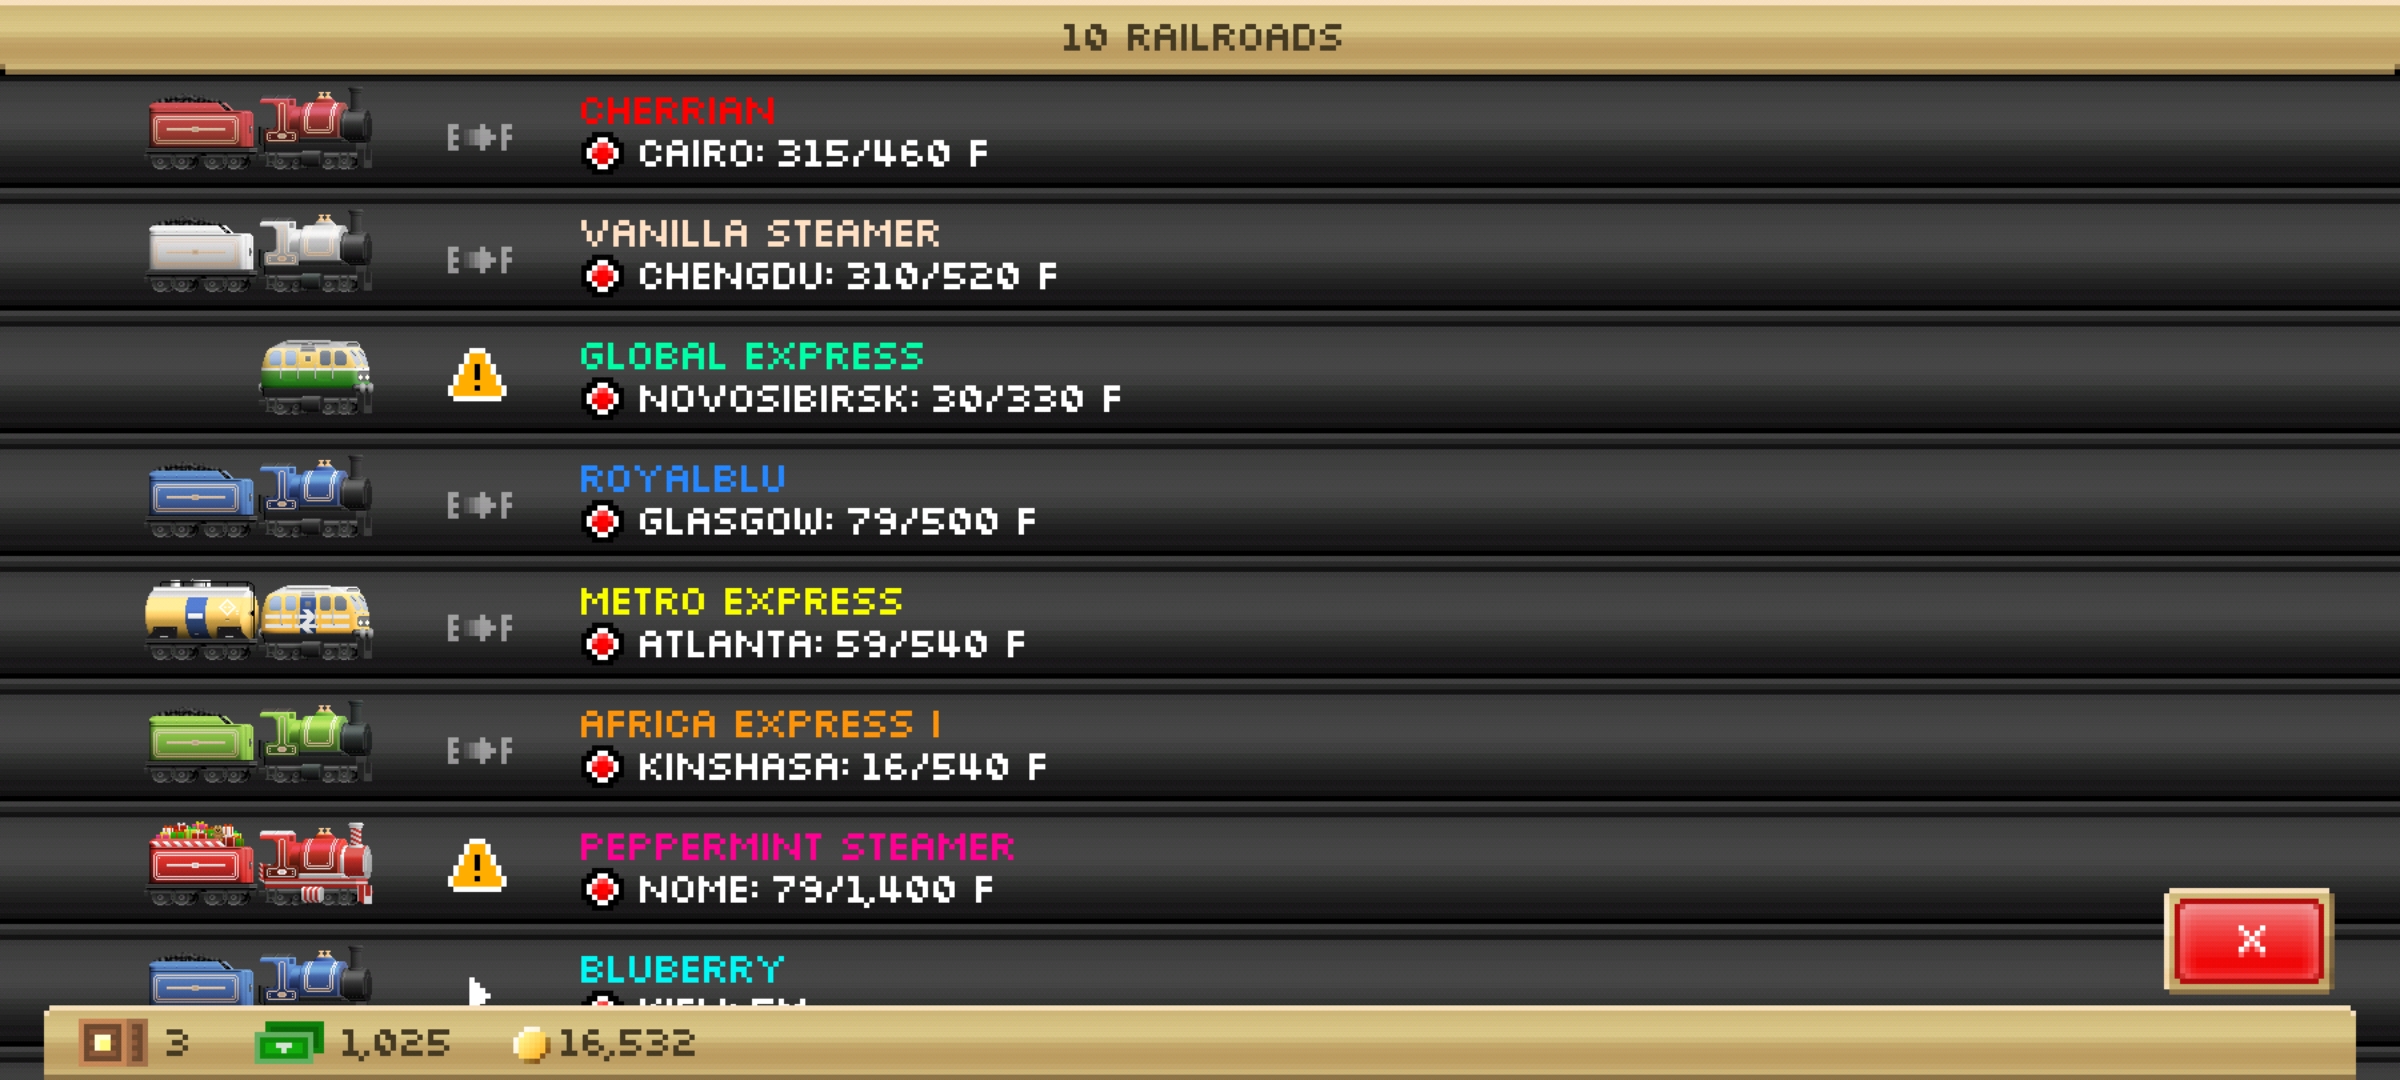 10 RAILROADS
CHERRIAN
E F
CAIRO: 315/460 F
VANILLA STEAMER
E F
CHENGDU: 310/520 F
GLOBAL EXPRESS
!
NOVOSIBIRSK: 30/330 F
ROYALBLU
E F
GLASGOW: 79/500 F
METRO EXPRESS
E F
ATLANTA: 59/540 F
AFRICA EXPRESS I
E F
KINSHASA: 16/540 F
PEPPERMINT STEAMER
!
NOME: 79/1,400 F
BLUBERRY
X
3 1,025 16,532